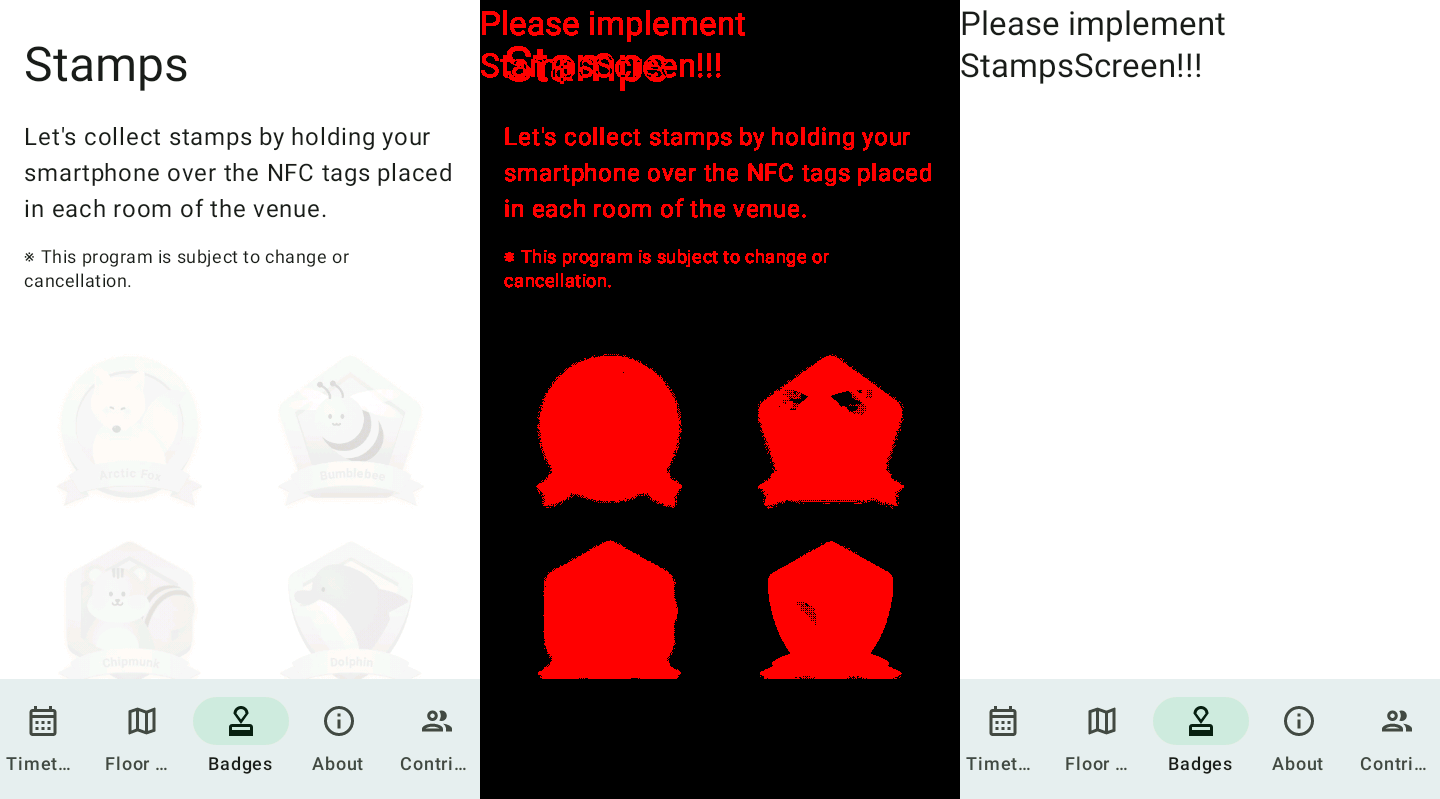 Stamps
Let's collect stamps by holding your
smartphone over the NFC tags placed
in each room of the venue.
※ This program is subject to change or
cancellation.
Arctic Fox
Bumblebee
Chipmunk
Dolphin
Timet...
Floor ...
Badges
About
Contri...
Please implement
StampsScreen!!!
Stamps
Let's collect stamps by holding your
smartphone over the NFC tags placed
in each room of the venue.
※ This program is subject to change or
cancellation.
Please implement
StampsScreen!!!
Timet...
Floor ...
Badges
About
Contri...